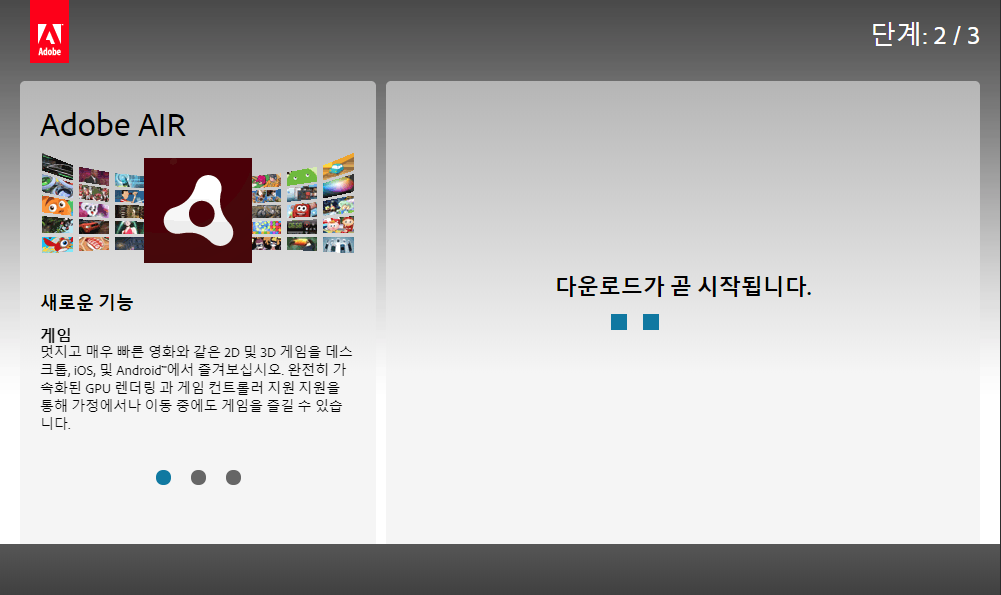 Adobe
단계: 2 / 3
Adobe AIR
새로운 기능
게임
멋지고 매우 빠른 영화와 같은 2D 및 3D 게임을 데스
크톱, iOS, 및 Android™에서 즐겨보십시오. 완전히 가
속화된 GPU 렌더링 과 게임 컨트롤러 지원 지원을
통해 가정에서나 이동 중에도 게임을 즐길 수 있습
니다.
다운로드가 곧 시작됩니다.